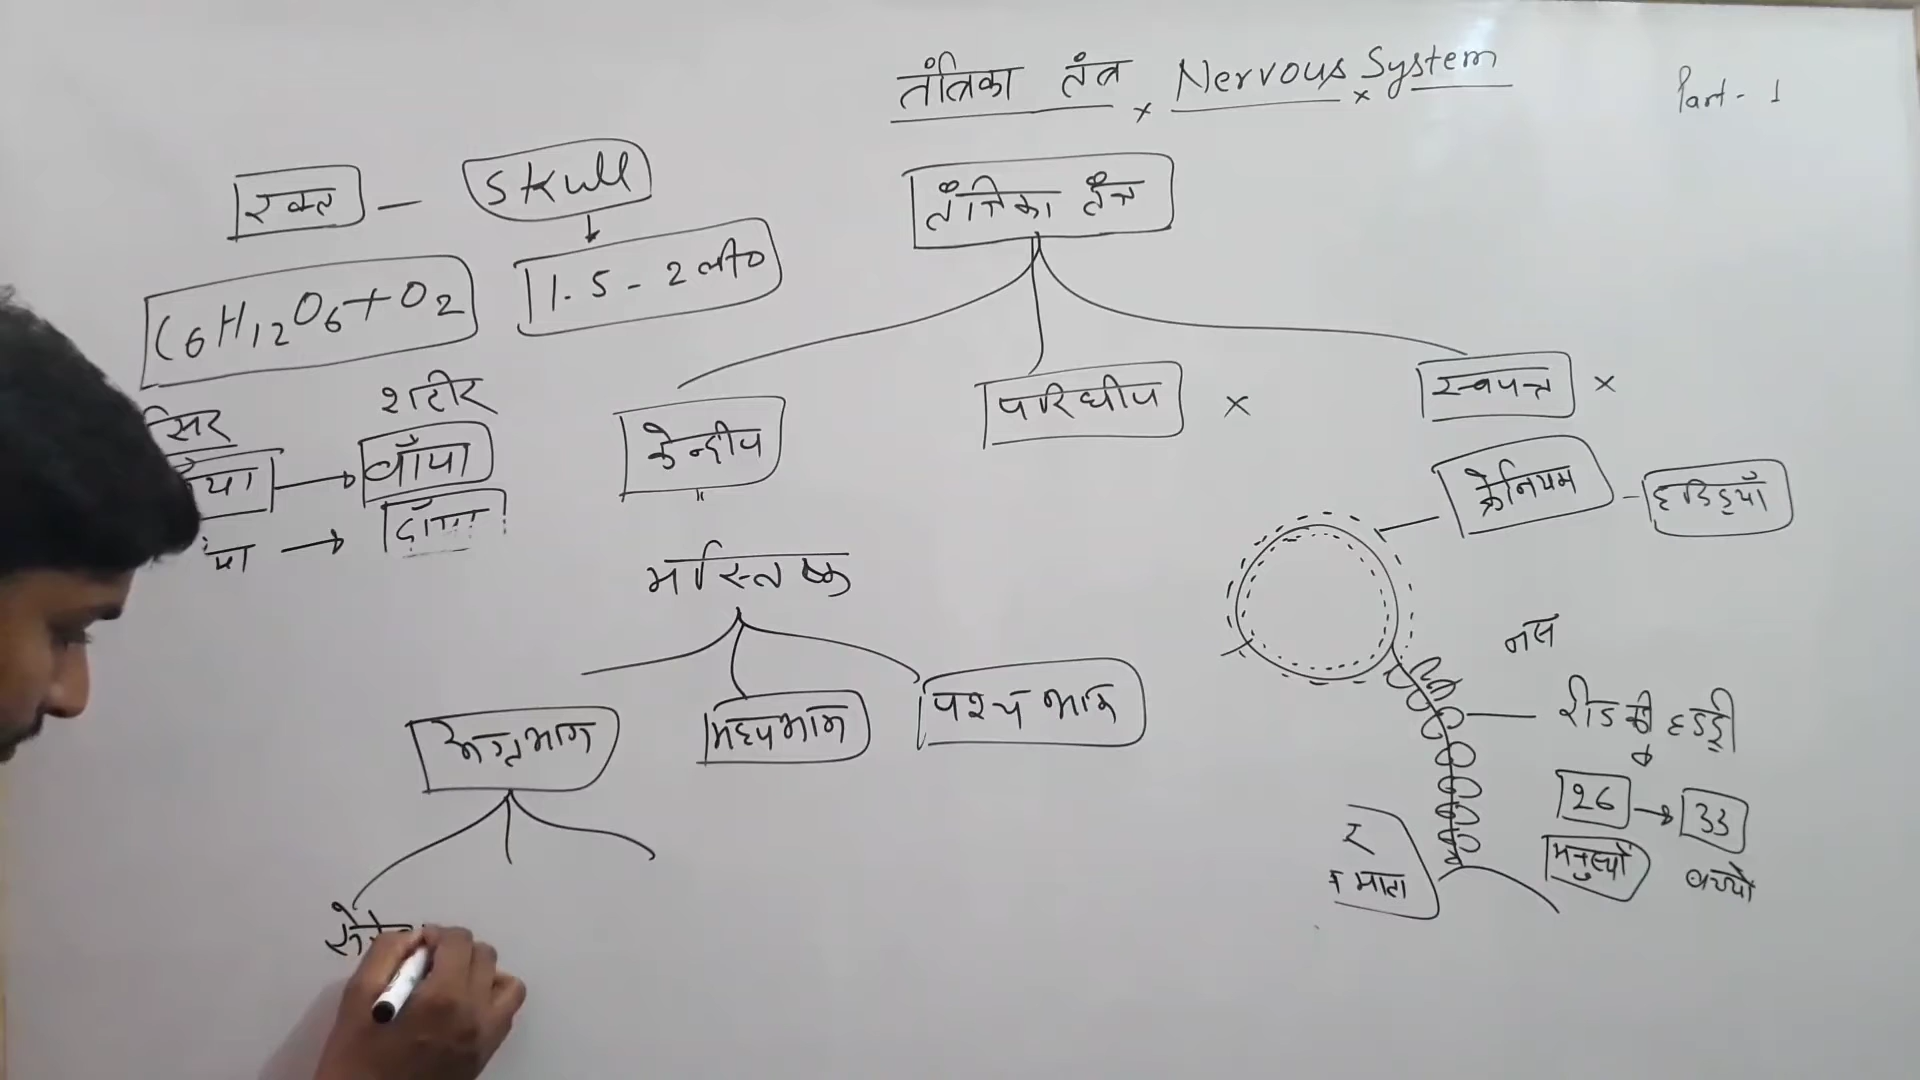 तंत्रिका तंत्र × Nervous × System
Part - 1
रक्त - Skull
तंत्रिका तंत्र
C6H12O6+O2
1.5 - 2 ली०
सिर
शरीर
बाँया
दाँया
केन्द्रीय
परिधीय ×
स्वायत्त ×
क्रेनियम - हड्डियाँ
मस्तिष्क
नस
अग्रभाग
मध्यभाग
पश्च भाग
रीड की हड्डी
26 → 33
मनुष्यों
बच्चों
माता